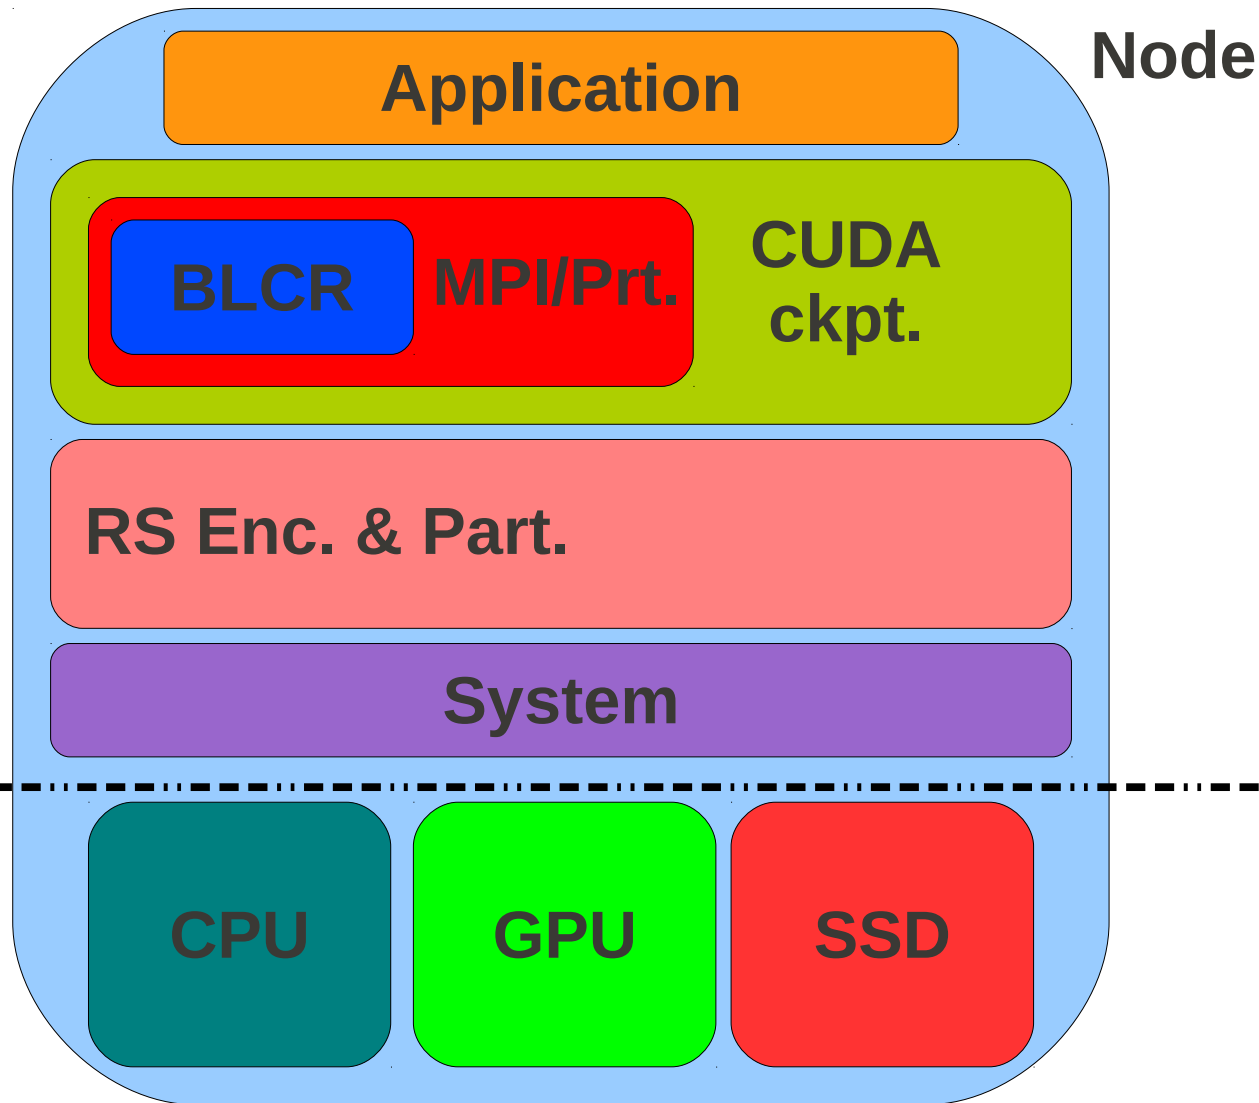 Node
Application
BLCR
MPI/Prt.
CUDA
ckpt.
RS Enc. & Part.
System
CPU
GPU
SSD